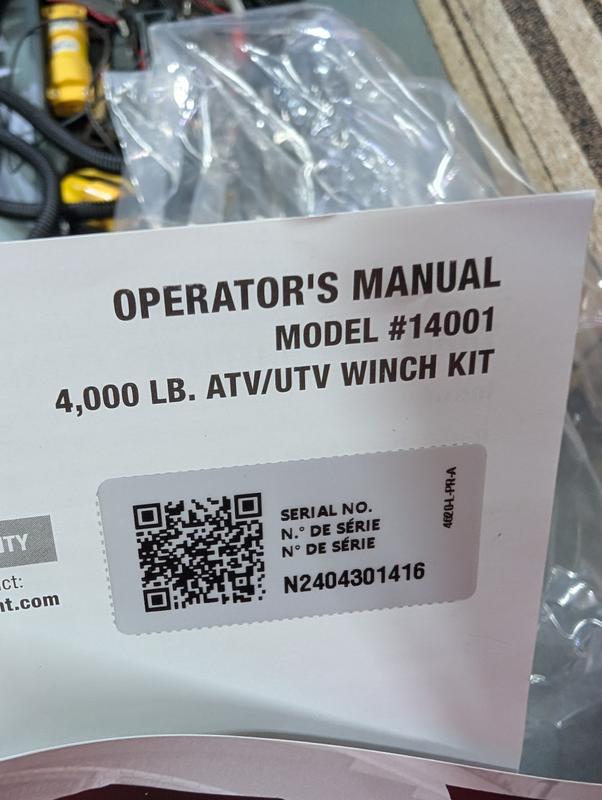 OPERATOR'S MANUAL
MODEL #14001
4,000 LB. ATV/UTV WINCH KIT
SERIAL NO.
N.° DE SÉRIE
N° DE SÉRIE
N2404301416
4620-L-PR-A
ITY
ct:
nt.com